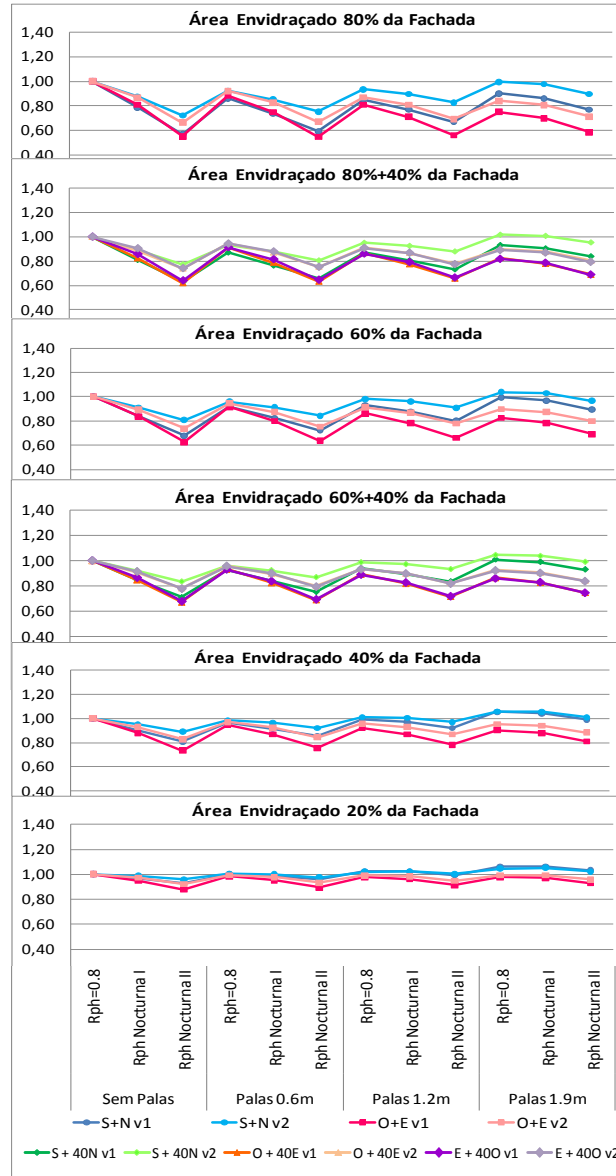 Área Envidraçado 80% da Fachada
1,40
1,20
1,00
0,80
0,60
0,40
Área Envidraçado 80%+40% da Fachada
1,40
1,20
1,00
0,80
0,60
0,40
Área Envidraçado 60% da Fachada
1,40
1,20
1,00
0,80
0,60
0,40
Área Envidraçado 60%+40% da Fachada
1,40
1,20
1,00
0,80
0,60
0,40
Área Envidraçado 40% da Fachada
1,40
1,20
1,00
0,80
0,60
0,40
Área Envidraçado 20% da Fachada
1,40
1,20
1,00
0,80
0,60
0,40
Rph=0.8
Rph Nocturnal I
Rph Nocturna II
Rph=0.8
Rph Nocturnal I
Rph Nocturna II
Rph=0.8
Rph Nocturnal I
Rph Nocturna II
Rph=0.8
Rph Nocturnal I
Rph Nocturna II
Sem Palas
Palas 0.6m
Palas 1.2m
Palas 1.9m
S+N v1
S+N v2
O+E v1
O+E v2
S + 40N v1
S + 40N v2
O + 40E v1
O + 40E v2
E + 40O v1
E + 40O v2